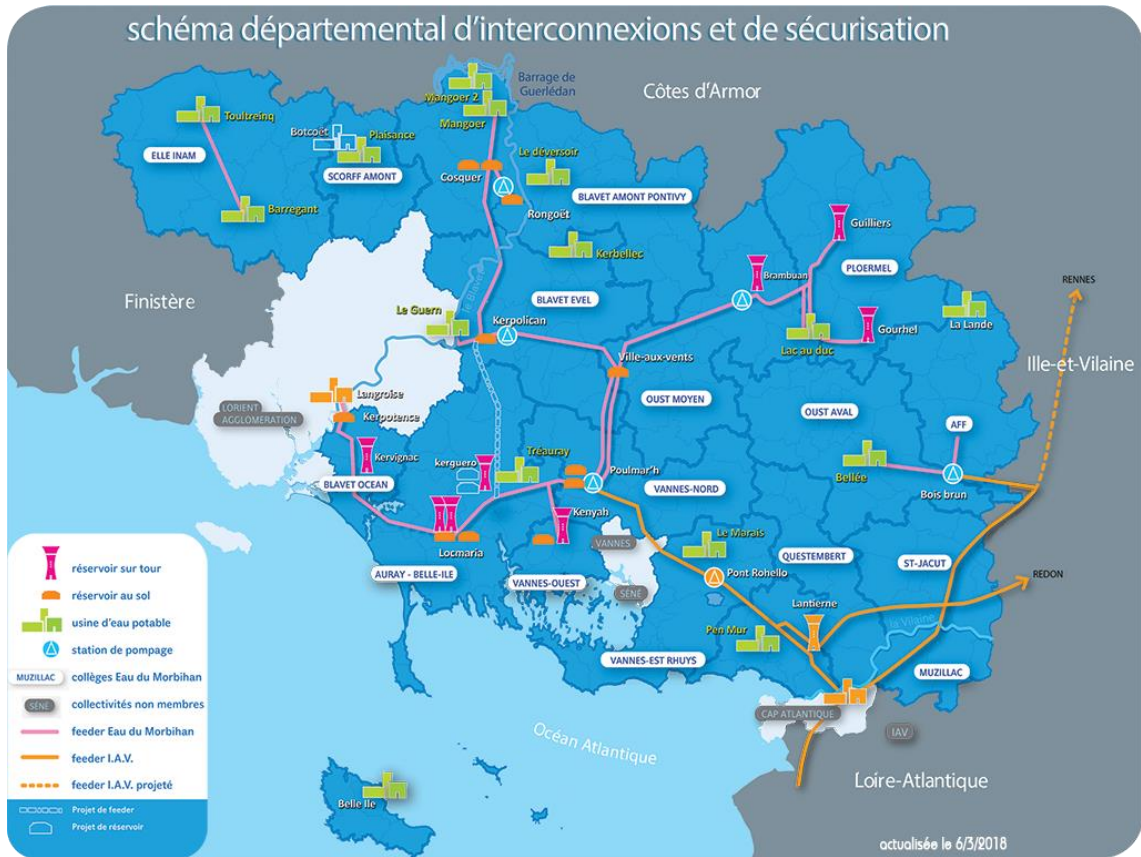 schéma départemental d'interconnexions et de sécurisation
Barrage de
Guerlédan
Côtes d'Armor
Mangoer 2
Mangoer
Toultreinq
Botcoët
Plaisance
ELLE INAM
SCORFF AMONT
Cosquer
Le déversoir
BLAVET AMONT PONTIVY
Rongoët
Barregant
Guilliers
Kerbellec
Brambuan
PLOERMEL
RENNES
Finistère
le Blavet
BLAVET EVEL
Le Guern
Kerpolican
La Lande
Gourhel
Lac au duc
Ville-aux-vents
Ille-et-Vilaine
Langroise
OUST MOYEN
LORIENT
AGGLOMERATION
Kerpotence
OUST AVAL
AFF
Kervignac
kerguero
Tréauray
Poulmar'h
Bellée
BLAVET OCEAN
VANNES-NORD
Bois brun
Kenyah
Le Marais
VANNES
Locmaria
QUESTEMBERT
ST-JACUT
AURAY - BELLE-ILE
VANNES-OUEST
Pont Rohello
REDON
SÉNÉ
Lantierne
la Vilaine
Pen Mur
VANNES-EST RHUYS
MUZILLAC
CAP ATLANTIQUE
IAV
Océan Atlantique
Loire-Atlantique
Belle Ile
réservoir sur tour
réservoir au sol
usine d'eau potable
station de pompage
MUZILLAC collèges Eau du Morbihan
SÉNÉ collectivités non membres
feeder Eau du Morbihan
feeder I.A.V.
feeder I.A.V. projeté
Projet de feeder
Projet de réservoir
actualisée le 6/3/2018